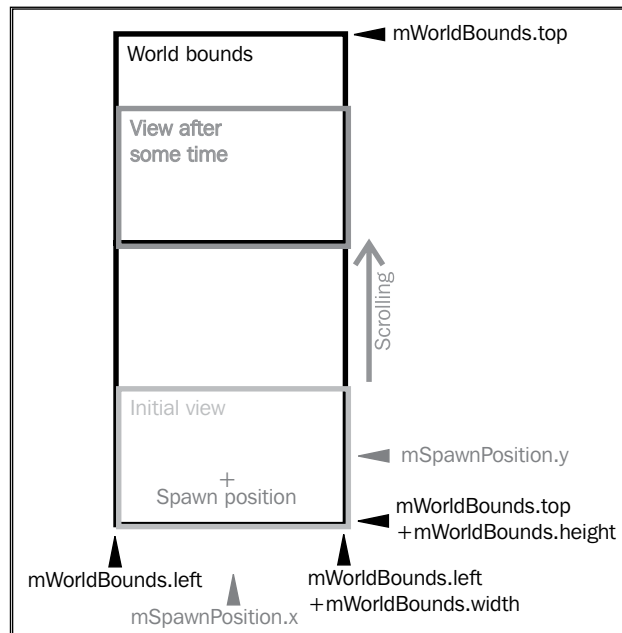 mWorldBounds.top
World bounds
View after
some time
Scrolling
Initial view
mSpawnPosition.y
+
Spawn position
mWorldBounds.top
+mWorldBounds.height
mWorldBounds.left
mWorldBounds.left
+mWorldBounds.width
mSpawnPosition.x